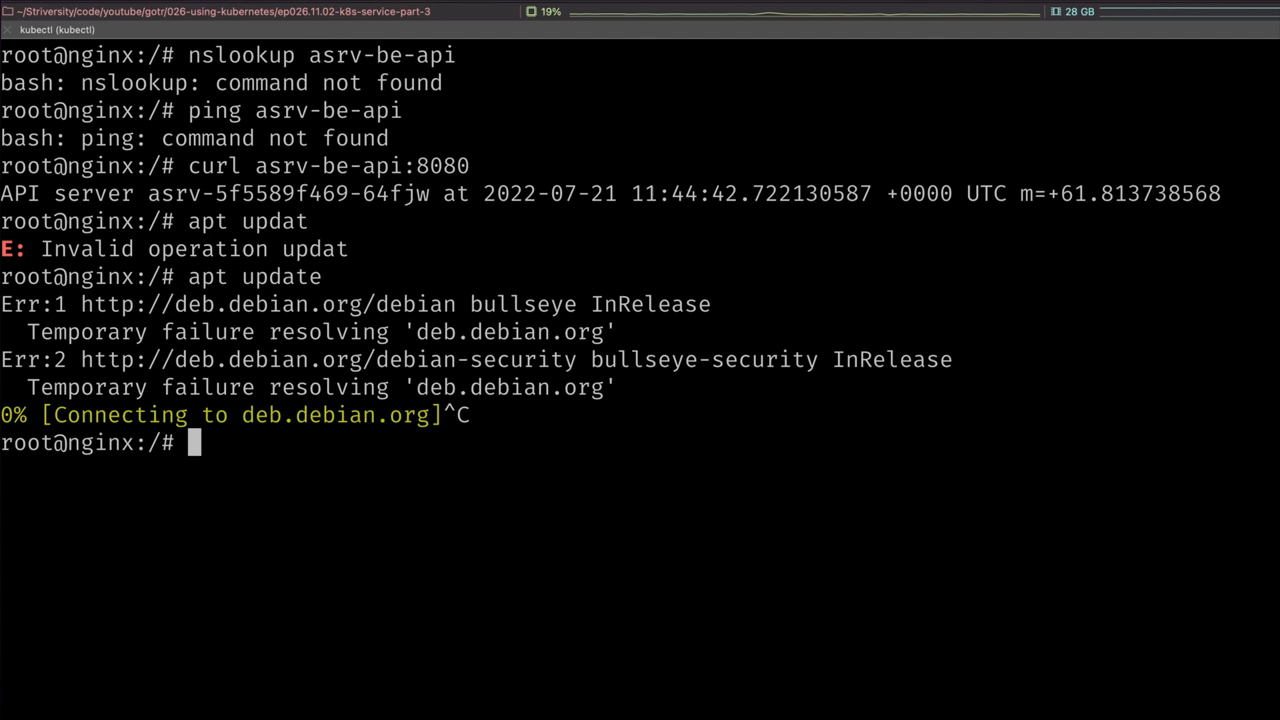 ~/Striversity/code/youtube/gotr/026-using-kubernetes/ep026.11.02-k8s-service-part-3 19% 28 GB
kubectl (kubectl)
root@nginx:/# nslookup asrv-be-api
bash: nslookup: command not found
root@nginx:/# ping asrv-be-api
bash: ping: command not found
root@nginx:/# curl asrv-be-api:8080
API server asrv-5f5589f469-64fjw at 2022-07-21 11:44:42.722130587 +0000 UTC m=+61.813738568
root@nginx:/# apt updat
E: Invalid operation updat
root@nginx:/# apt update
Err:1 http://deb.debian.org/debian bullseye InRelease
  Temporary failure resolving 'deb.debian.org'
Err:2 http://deb.debian.org/debian-security bullseye-security InRelease
  Temporary failure resolving 'deb.debian.org'
0% [Connecting to deb.debian.org]^C
root@nginx:/#